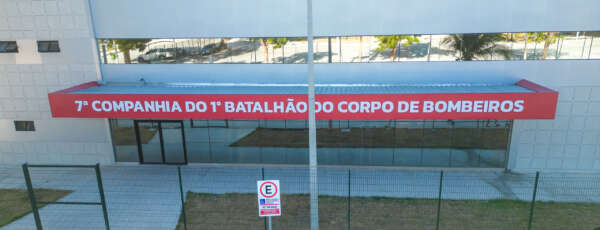 7ª COMPANHIA DO 1º BATALHÃO DO CORPO DE BOMBEIROS
E